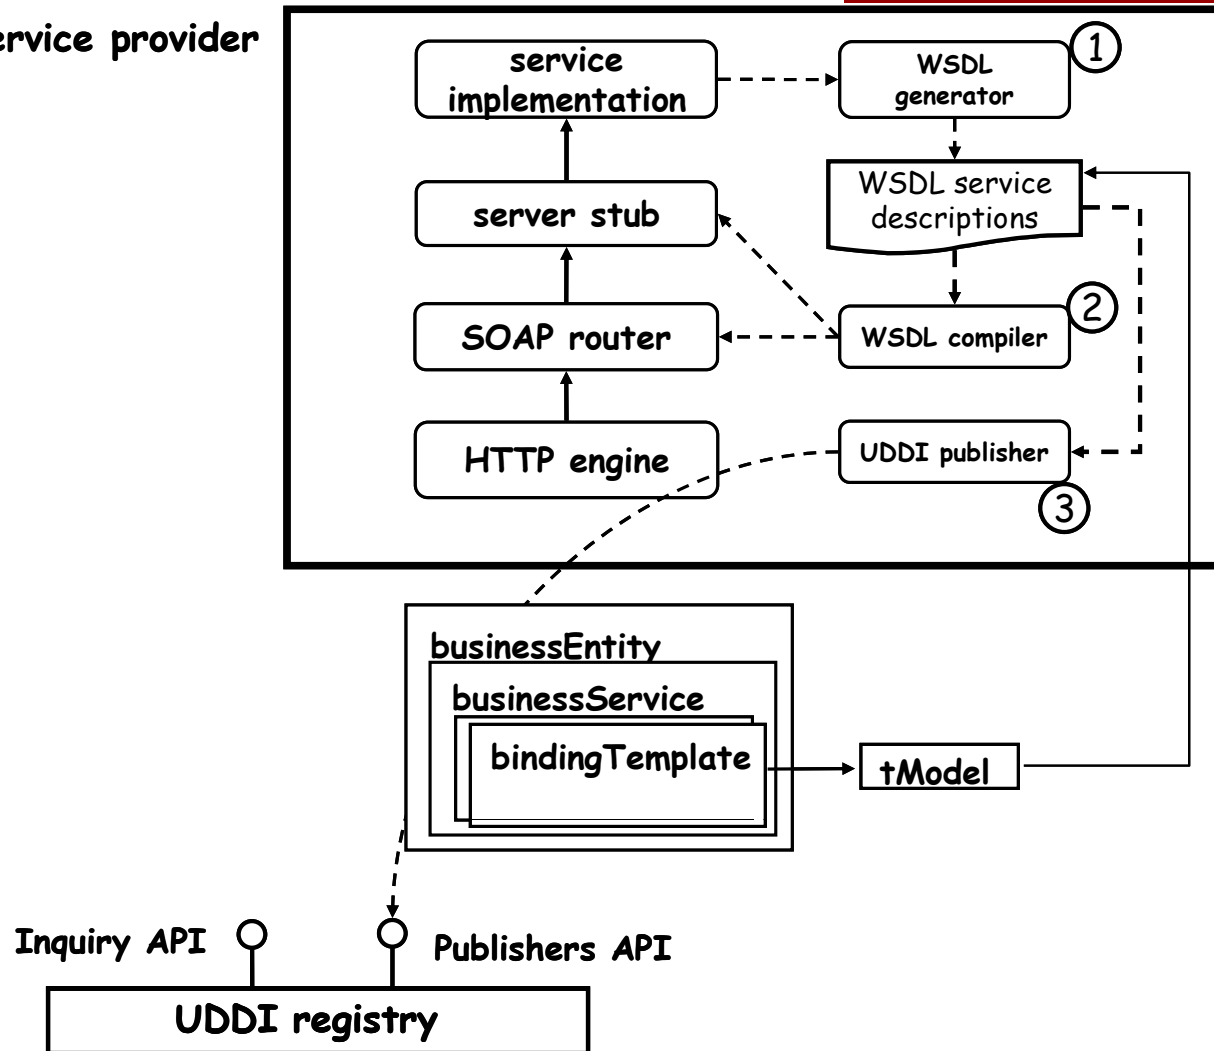 ervice provider
service
implementation
WSDL
generator
1
WSDL service
descriptions
server stub
2
SOAP router
WSDL compiler
HTTP engine
UDDI publisher
3
businessEntity
businessService
bindingTemplate
tModel
Inquiry API
Publishers API
UDDI registry